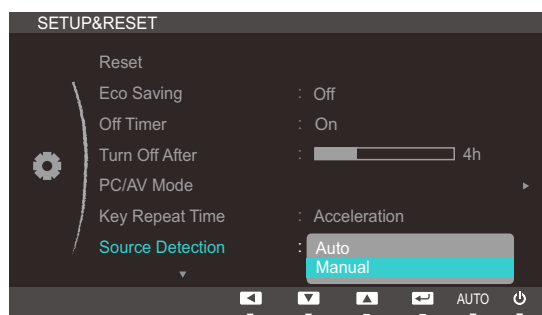 SETUP&RESET
Reset
Eco Saving : Off
Off Timer : On
Turn Off After : 4h
PC/AV Mode
Key Repeat Time : Acceleration
Source Detection : Auto
Manual
AUTO